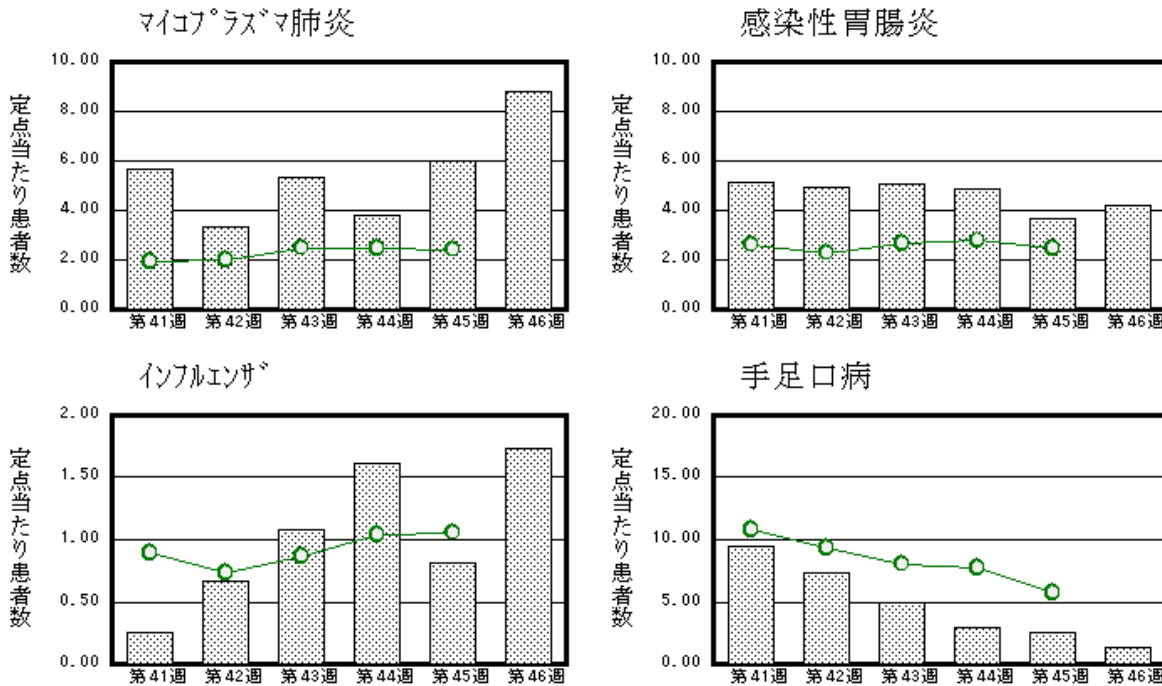 マイコプラズマ肺炎
定点当たり患者数
10.00
8.00
6.00
4.00
2.00
0.00
第41週 第42週 第43週 第44週 第45週 第46週
感染性胃腸炎
定点当たり患者数
10.00
8.00
6.00
4.00
2.00
0.00
第41週 第42週 第43週 第44週 第45週 第46週
インフルエンザ
定点当たり患者数
2.00
1.50
1.00
0.50
0.00
第41週 第42週 第43週 第44週 第45週 第46週
手足口病
定点当たり患者数
20.00
15.00
10.00
5.00
0.00
第41週 第42週 第43週 第44週 第45週 第46週